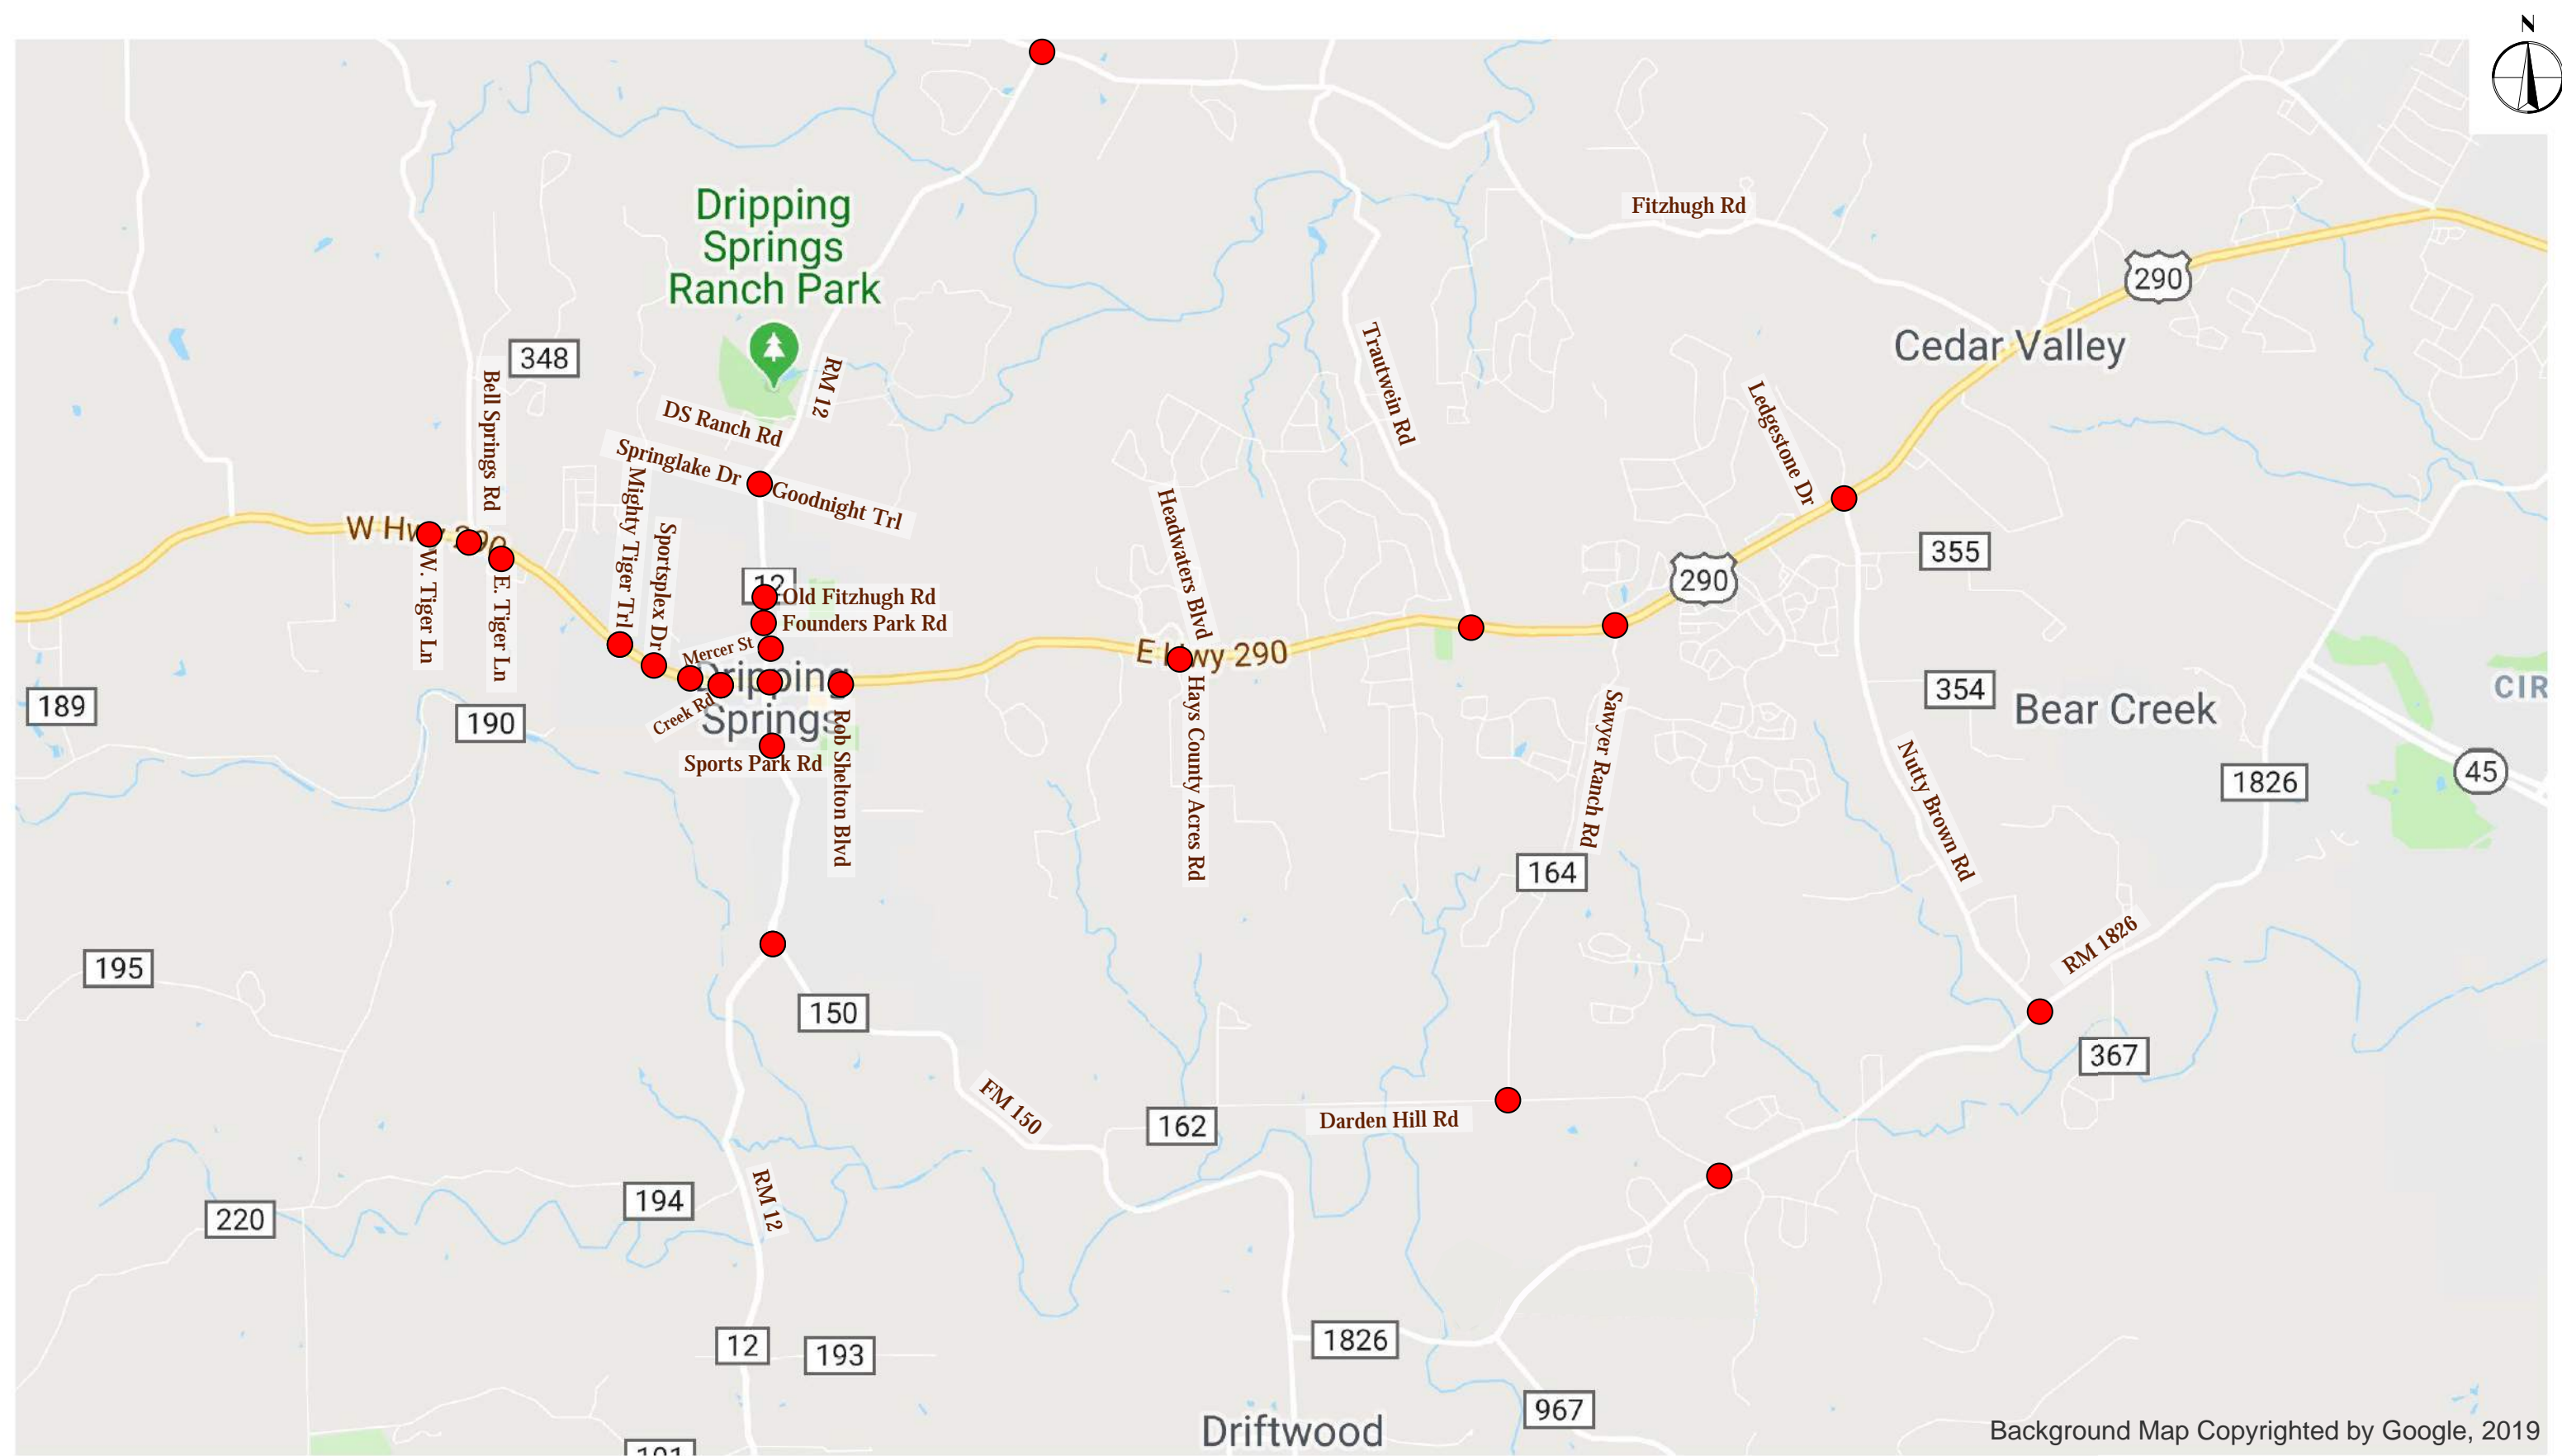 N
Dripping
Springs
Ranch Park
Fitzhugh Rd
290
Cedar Valley
348
Bell Springs Rd
RM 12
Trautwein Rd
DS Ranch Rd
Ledgestone Dr
Springlake Dr
Goodnight Trl
Mighty Tiger Trl
Sportsplex Dr
Headwaters Blvd
W Hwy 290
W. Tiger Ln
E. Tiger Ln
12
Old Fitzhugh Rd
Founders Park Rd
Mercer St
355
290
E Hwy 290
Dripping
Springs
Creek Rd
189
190
354
Bear Creek
CIR
Sports Park Rd
Rob Shelton Blvd
Hays County Acres Rd
Sawyer Ranch Rd
Nutty Brown Rd
1826
45
164
195
RM 1826
150
367
FM 150
162
Darden Hill Rd
194
220
RM 12
12
193
1826
967
Driftwood
Background Map Copyrighted by Google, 2019